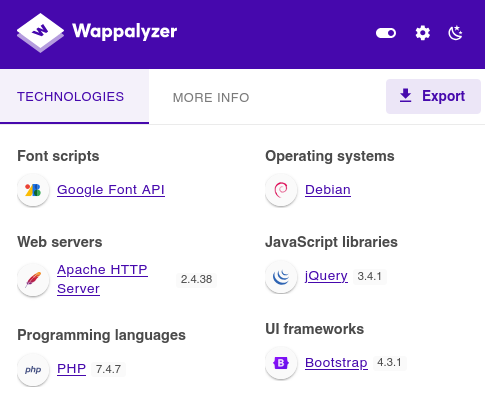 Wappalyzer
TECHNOLOGIES
MORE INFO
Export
Font scripts
Google Font API
Web servers
Apache HTTP
Server
2.4.38
Programming languages
php
PHP 7.4.7
Operating systems
Debian
JavaScript libraries
jQuery 3.4.1
UI frameworks
B
Bootstrap 4.3.1